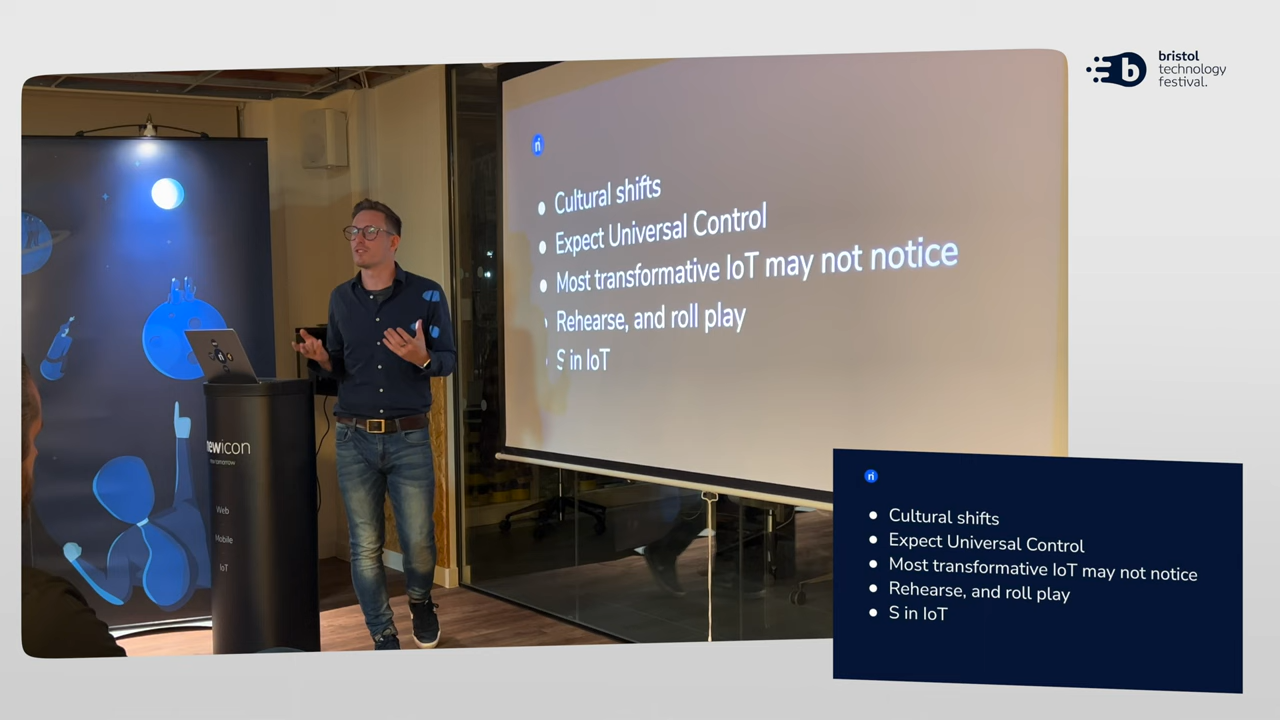 bristol
technology
festival.
Cultural shifts
Expect Universal Control
Most transformative IoT may not notice
Rehearse, and roll play
S in IoT
ewicon
Web
Mobile
IoT
Cultural shifts
Expect Universal Control
Most transformative IoT may not notice
Rehearse, and roll play
S in IoT